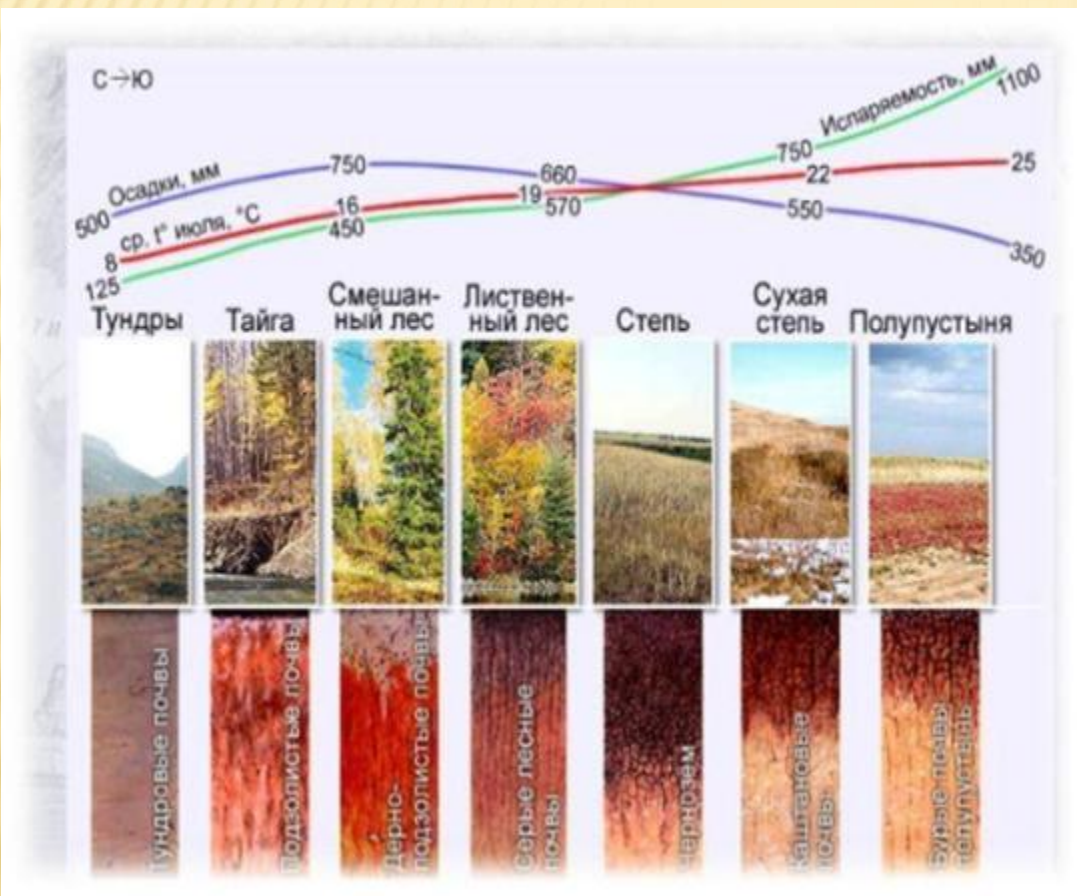 С→Ю
Осадки, мм
Испаряемость, мм
ср. t° июля, °С
500
750
660
550
350
8
16
19
22
25
125
450
570
750
1100
Тундры
Тайга
Смешан-
ный лес
Листвен-
ный лес
Степь
Сухая
степь
Полупустыня
Тундровые почвы
Подзолистые почвы
Дерно-
подзолистые почвы
Серые лесные
почвы
Чернозем
Каштановые
почвы
Бурые почвы
полупустынь